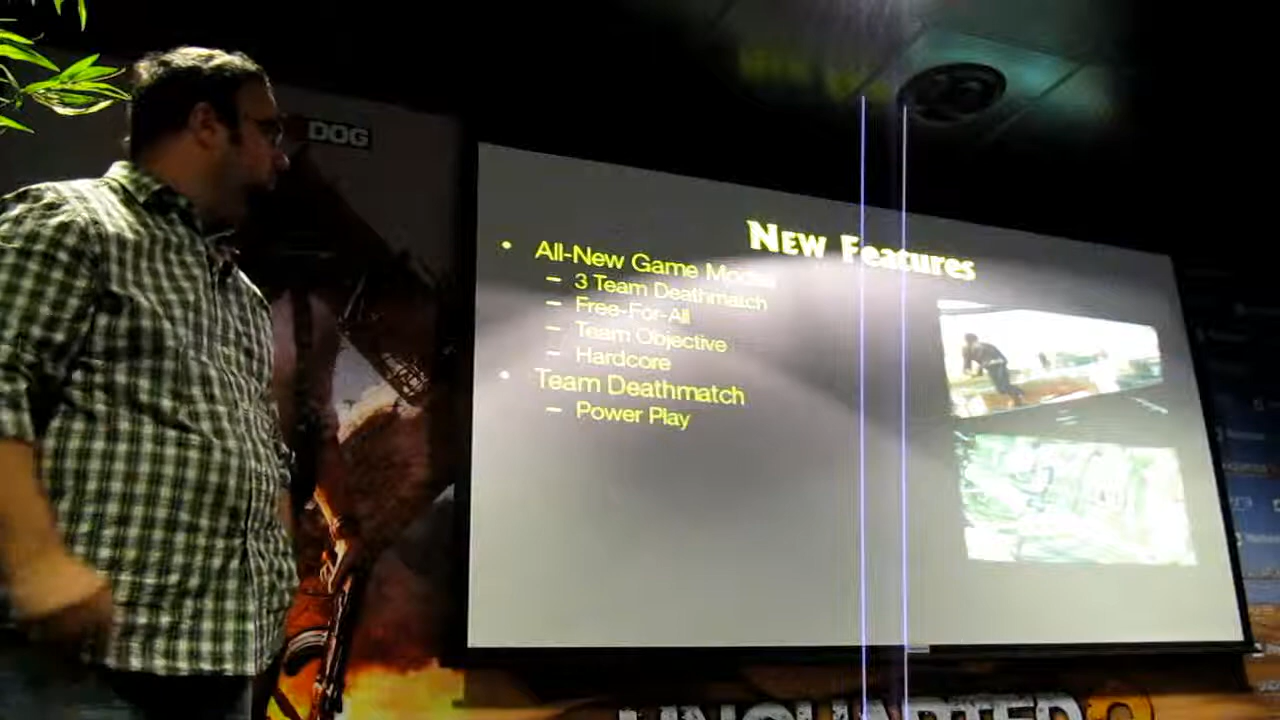 DOG
New Features
• All-New Game Modes
– 3 Team Deathmatch
– Free-For-All
– Team Objective
– Hardcore
• Team Deathmatch
– Power Play
UNCHARTED